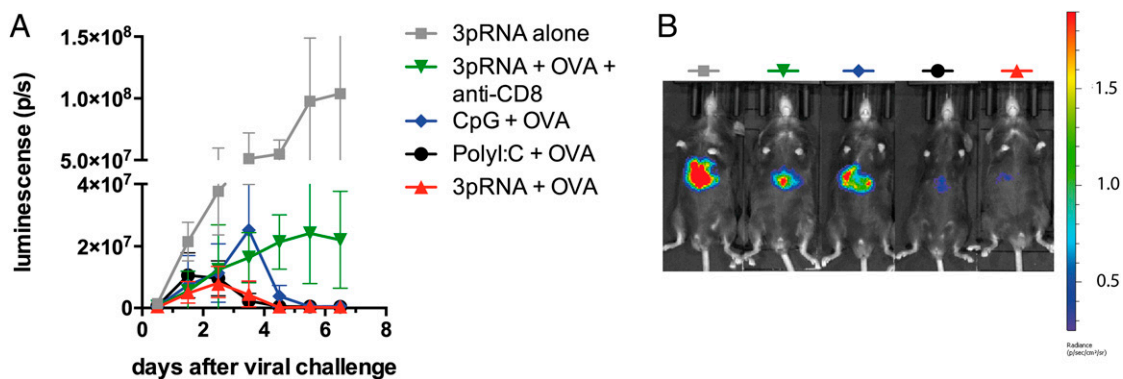 A
luminescense (p/s)
1.5×10⁸
1.0×10⁸
5.0×10⁷
4×10⁷
2×10⁷
0
0 2 4 6 8
days after viral challenge
3pRNA alone
3pRNA + OVA +
anti-CD8
CpG + OVA
PolyI:C + OVA
3pRNA + OVA
B
1.5
1.0
0.5
Radiance
(p/sec/cm²/sr)